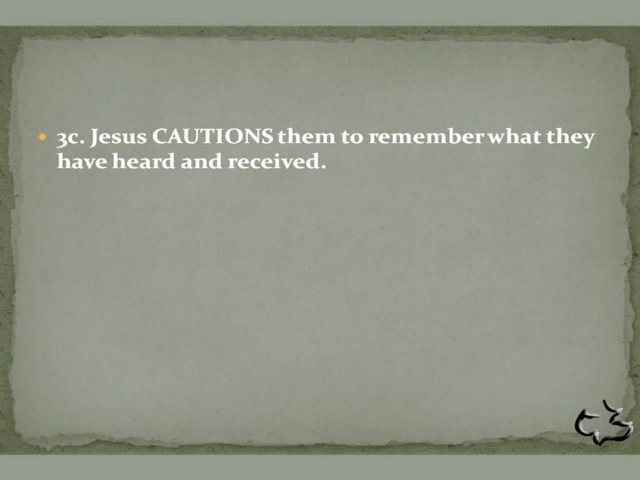 • 3c. Jesus CAUTIONS them to remember what they
have heard and received.